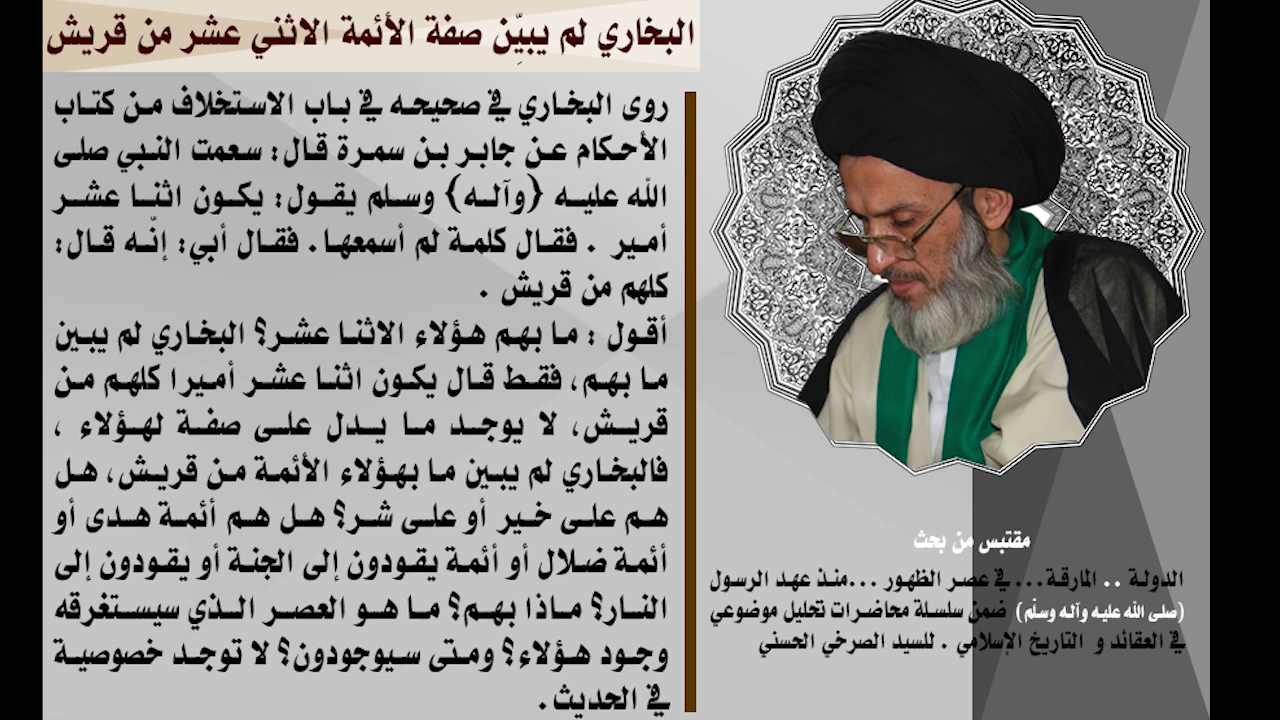 البخاري لم يبيِّن صفة الأئمة الاثني عشر من قريش
روى البخاري في صحيحه في باب الاستخلاف من كتاب
الأحكام عن جابر بن سمرة قال: سعمت النبي صلى
الله عليه {وآله} وسلم يقول: يكون اثنا عشر
أمير . فقال كلمة لم أسمعها. فقال أبي: إنّه قال:
كلهم من قريش .
أقول : ما بهم هؤلاء الاثنا عشر؟ البخاري لم يبين
ما بهم، فقط قال يكون اثنا عشر أميرا كلهم من
قريش، لا يوجد ما يدل على صفة لهؤلاء ،
فالبخاري لم يبين ما بهؤلاء الأئمة من قريش، هل
هم على خير أو على شر؟ هل هم أئمة هدى أو
أئمة ضلال أو أئمة يقودون إلى الجنة أو يقودون إلى
النار؟ ماذا بهم؟ ما هو العصر الذي سيستغرقه
وجود هؤلاء؟ ومتى سيوجودون؟ لا توجد خصوصية
في الحديث.
مقتبس من بحث
الدولة .. المارقة...في عصر الظهور ...منذ عهد الرسول
(صلى الله عليه وآله وسلّم) ضمن سلسلة محاضرات تحليل موضوعي
في العقائد و التاريخ الإسلامي . للسيد الصرخي الحسني